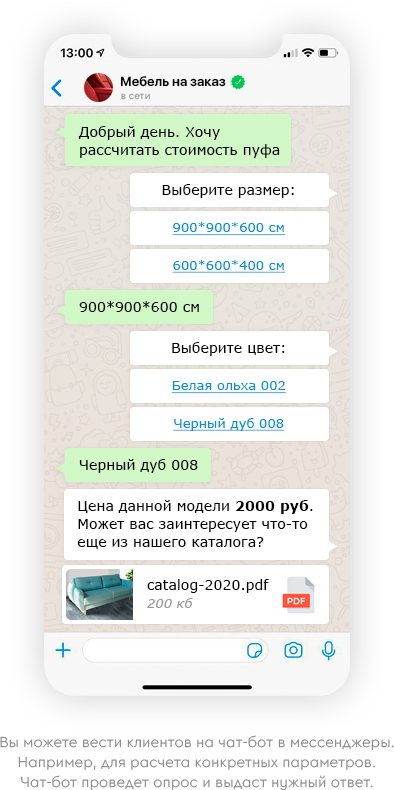 13:00
Мебель на заказ
в сети
Добрый день. Хочу
рассчитать стоимость пуфа
Выберите размер:
900*900*600 см
600*600*400 см
900*900*600 см
Выберите цвет:
Белая ольха 002
Черный дуб 008
Черный дуб 008
Цена данной модели 2000 руб.
Может вас заинтересует что-то
еще из нашего каталога?
catalog-2020.pdf
200 кб
PDF
Вы можете вести клиентов на чат-бот в мессенджеры.
Например, для расчета конкретных параметров.
Чат-бот проведет опрос и выдаст нужный ответ.